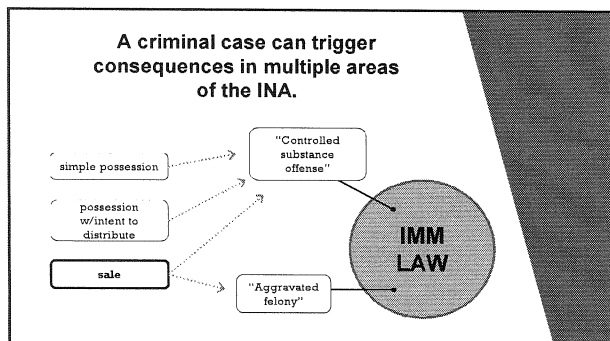 A criminal case can trigger
consequences in multiple areas
of the INA.
simple possession
possession
w/intent to
distribute
sale
"Controlled
substance
offense"
"Aggravated
felony"
IMM
LAW